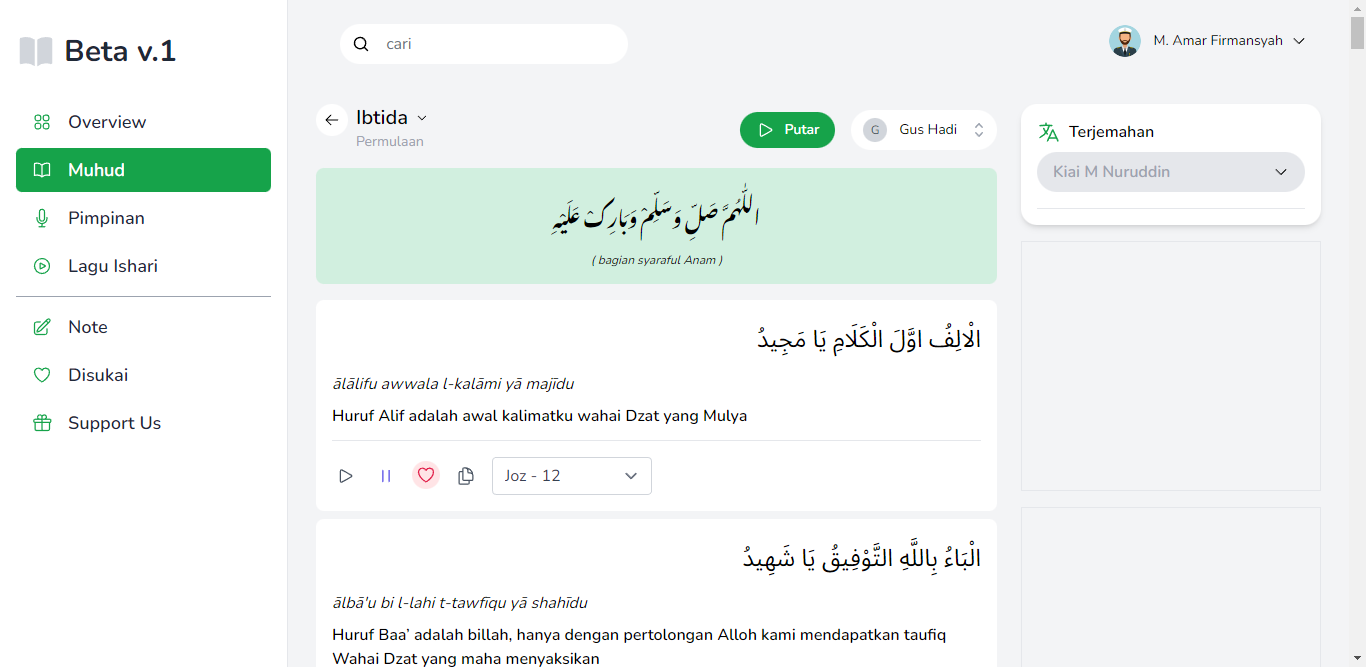 Beta v.1
Overview
Muhud
Pimpinan
Lagu Ishari
Note
Disukai
Support Us
cari
M. Amar Firmansyah
Ibtida
Permulaan
Putar
G
Gus Hadi
اللّٰهُمَّ صَلِّ وَسَلِّمْ وَبَارِكْ عَلَيْهِ
( bagian syaraful Anam )
الْالِفُ اوَّلَ الْكَلَامِ يَا مَجِيدُ
ālālifu awwala l-kalāmi yā majīdu
Huruf Alif adalah awal kalimatku wahai Dzat yang Mulya
Joz - 12
الْبَاءُ بِاللَّهِ التَّوْفِيقُ يَا شَهِيدُ
ālbā'u bi l-lahi t-tawfīqu yā shahīdu
Huruf Baa’ adalah billah, hanya dengan pertolongan Alloh kami mendapatkan taufiq
Wahai Dzat yang maha menyaksikan
Terjemahan
Kiai M Nuruddin